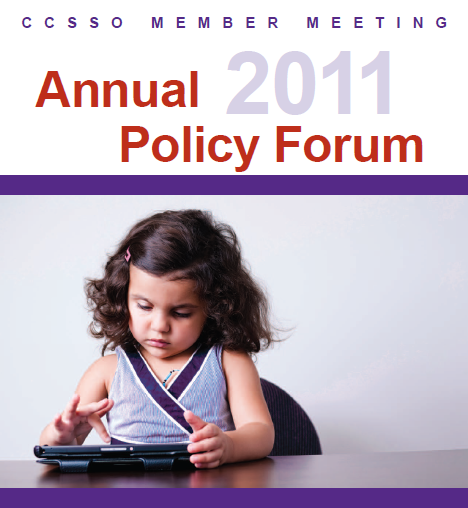 CCSSO MEMBER MEETING
Annual 2011
Policy Forum